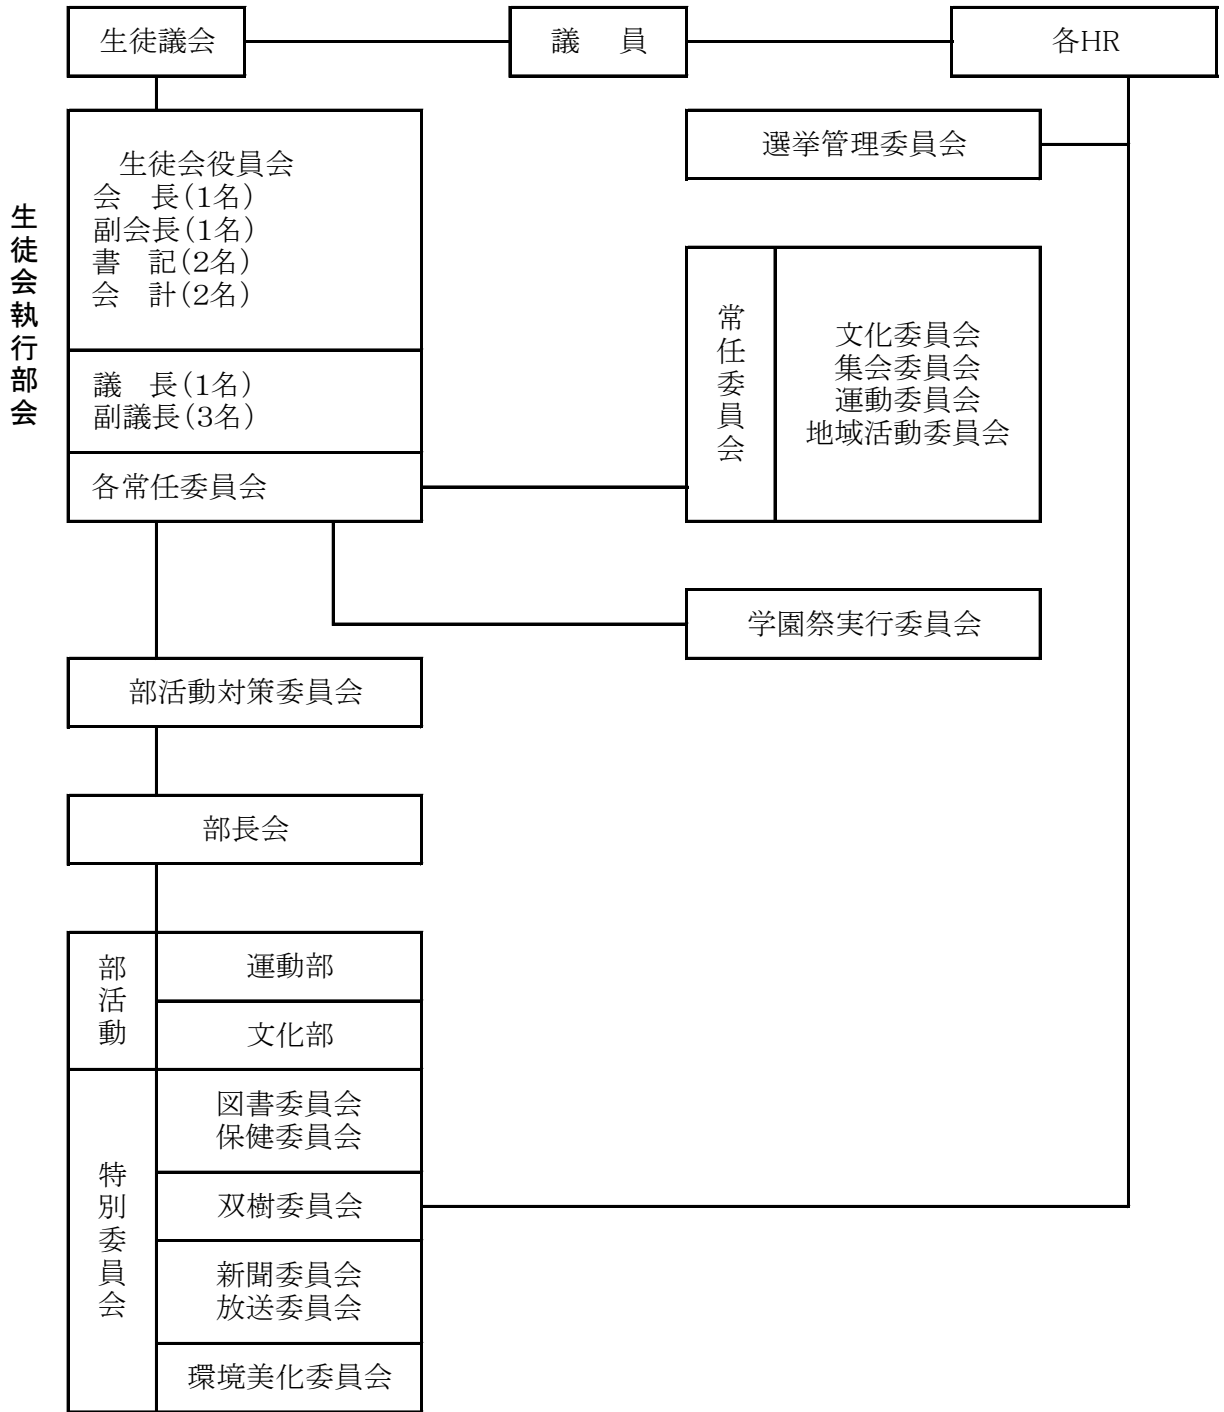 生徒議会
議　員
各HR
生徒会執行部会
生徒会役員会
会　長(1名)
副会長(1名)
書　記(2名)
会　計(2名)
議　長(1名)
副議長(3名)
各常任委員会
選挙管理委員会
常任委員会
文化委員会
集会委員会
運動委員会
地域活動委員会
学園祭実行委員会
部活動対策委員会
部長会
部活動
運動部
文化部
特別委員会
図書委員会
保健委員会
双樹委員会
新聞委員会
放送委員会
環境美化委員会